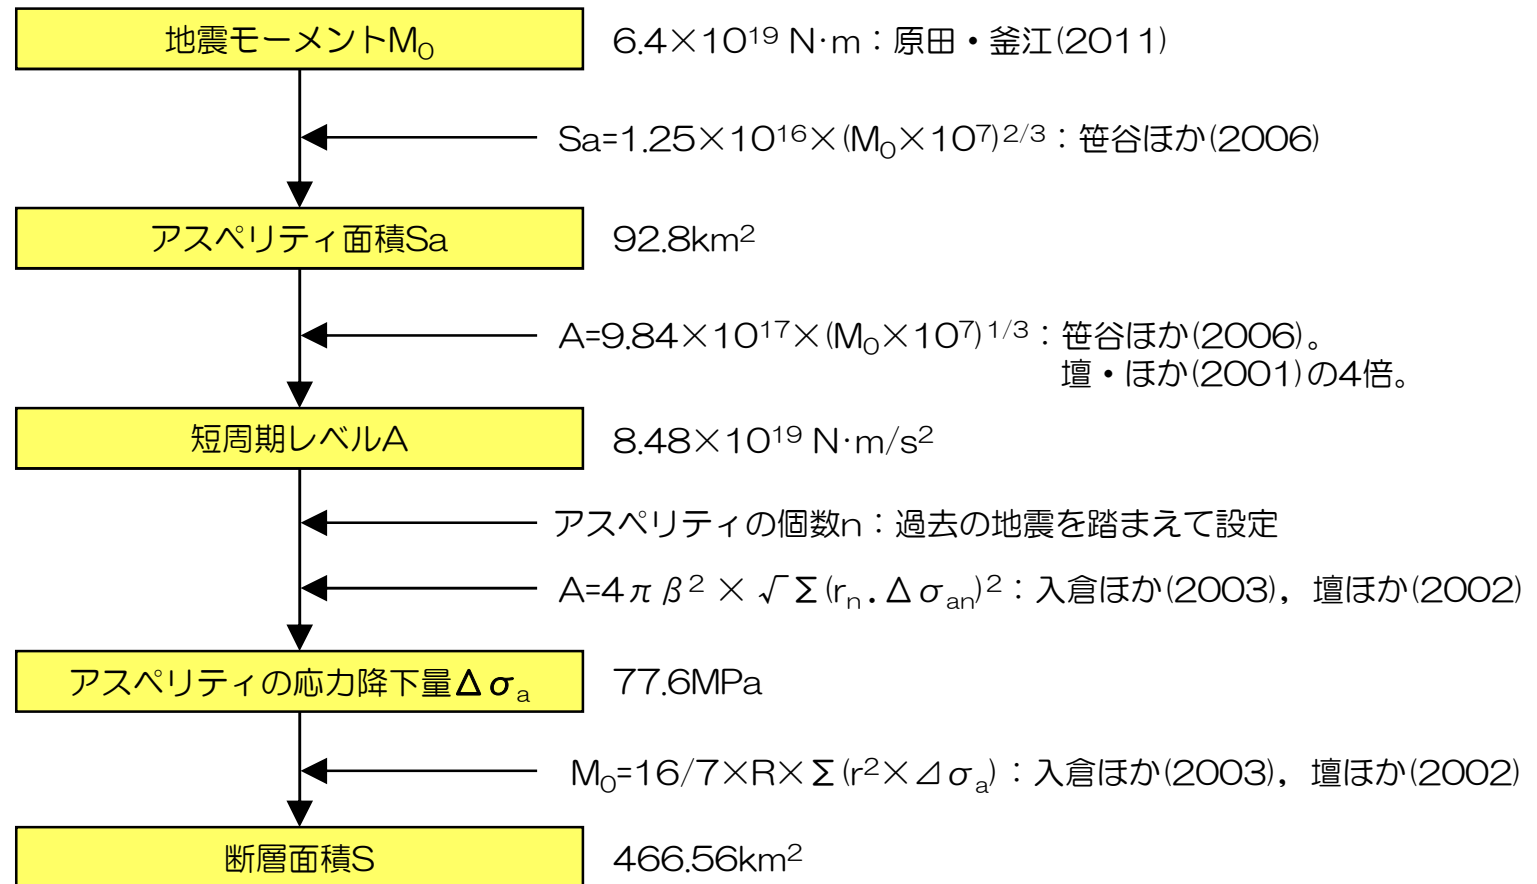 地震モーメントM₀ 6.4×10¹⁹ N·m：原田・釜江(2011)
Sa=1.25×10¹⁶×(M₀×10⁷)²/³：笹谷ほか(2006)
アスペリティ面積Sa 92.8km²
A=9.84×10¹⁷×(M₀×10⁷)¹/³：笹谷ほか(2006)。
壇・ほか(2001)の4倍。
短周期レベルA 8.48×10¹⁹ N·m/s²
アスペリティの個数n：過去の地震を踏まえて設定
A=4πβ²×√Σ(rₙ．Δσₐₙ)²：入倉ほか(2003)，壇ほか(2002)
アスペリティの応力降下量Δσₐ 77.6MPa
M₀=16/7×R×Σ(r²×⊿σₐ)：入倉ほか(2003)，壇ほか(2002)
断層面積S 466.56km²